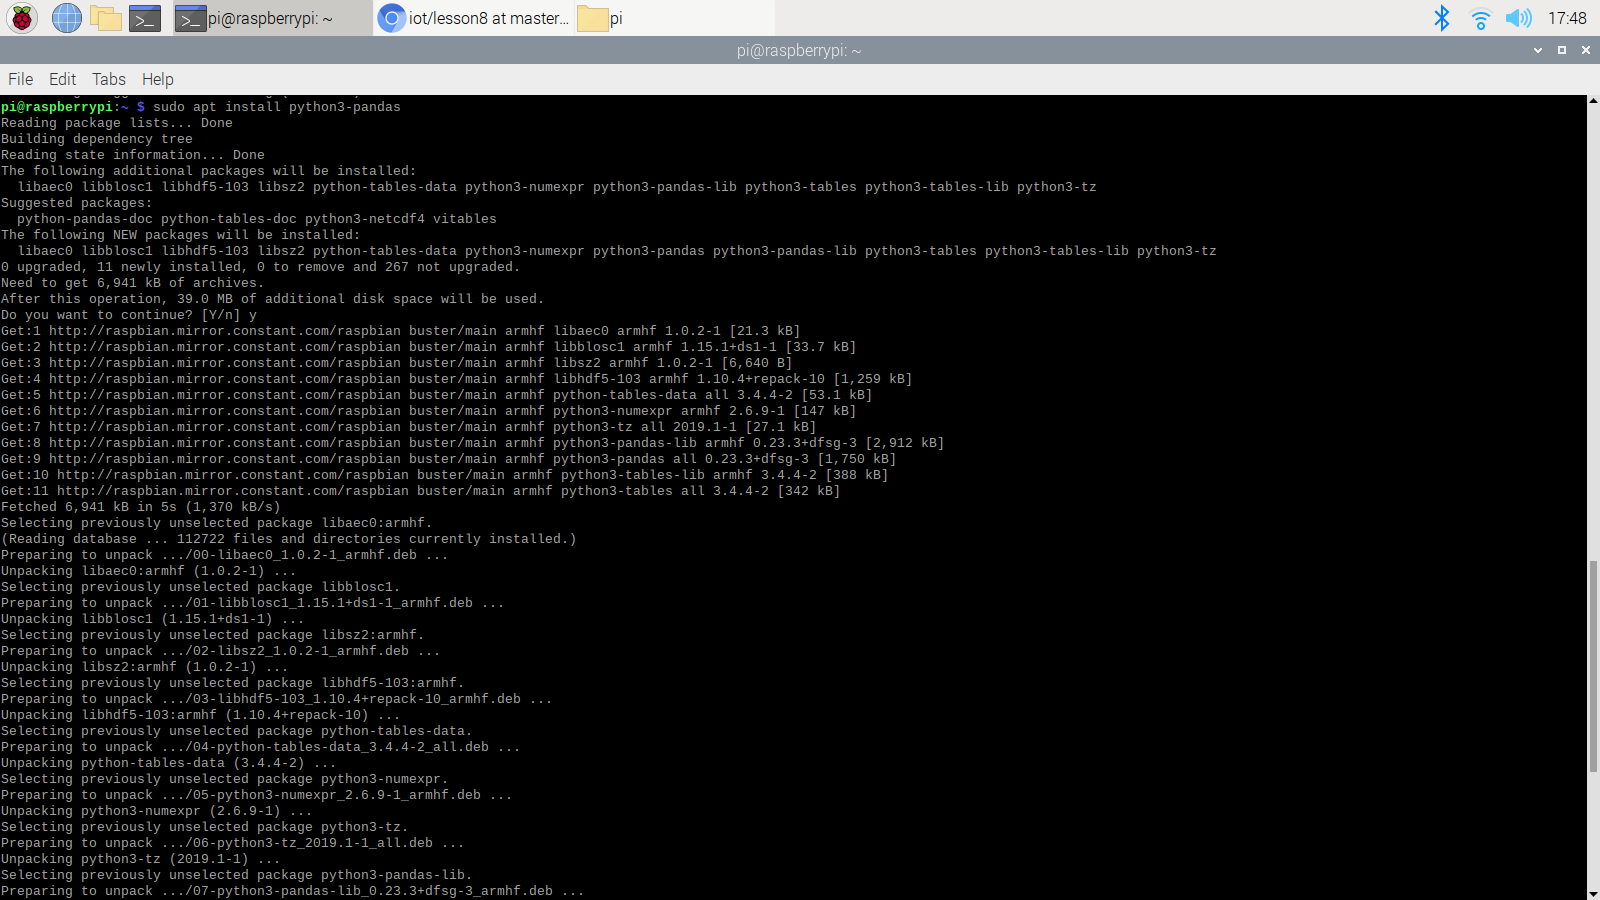 pi@raspberrypi: ~
iot/lesson8 at master...
pi
17:48
pi@raspberrypi: ~
File Edit Tabs Help
pi@raspberrypi:~ $ sudo apt install python3-pandas
Reading package lists... Done
Building dependency tree
Reading state information... Done
The following additional packages will be installed:
  libaec0 libblosc1 libhdf5-103 libsz2 python-tables-data python3-numexpr python3-pandas-lib python3-tables python3-tables-lib python3-tz
Suggested packages:
  python-pandas-doc python-tables-doc python3-netcdf4 vitables
The following NEW packages will be installed:
  libaec0 libblosc1 libhdf5-103 libsz2 python-tables-data python3-numexpr python3-pandas python3-pandas-lib python3-tables python3-tables-lib python3-tz
0 upgraded, 11 newly installed, 0 to remove and 267 not upgraded.
Need to get 6,941 kB of archives.
After this operation, 39.0 MB of additional disk space will be used.
Do you want to continue? [Y/n] y
Get:1 http://raspbian.mirror.constant.com/raspbian buster/main armhf libaec0 armhf 1.0.2-1 [21.3 kB]
Get:2 http://raspbian.mirror.constant.com/raspbian buster/main armhf libblosc1 armhf 1.15.1+ds1-1 [33.7 kB]
Get:3 http://raspbian.mirror.constant.com/raspbian buster/main armhf libsz2 armhf 1.0.2-1 [6,640 B]
Get:4 http://raspbian.mirror.constant.com/raspbian buster/main armhf libhdf5-103 armhf 1.10.4+repack-10 [1,259 kB]
Get:5 http://raspbian.mirror.constant.com/raspbian buster/main armhf python-tables-data all 3.4.4-2 [53.1 kB]
Get:6 http://raspbian.mirror.constant.com/raspbian buster/main armhf python3-numexpr armhf 2.6.9-1 [147 kB]
Get:7 http://raspbian.mirror.constant.com/raspbian buster/main armhf python3-tz all 2019.1-1 [27.1 kB]
Get:8 http://raspbian.mirror.constant.com/raspbian buster/main armhf python3-pandas-lib armhf 0.23.3+dfsg-3 [2,912 kB]
Get:9 http://raspbian.mirror.constant.com/raspbian buster/main armhf python3-pandas all 0.23.3+dfsg-3 [1,750 kB]
Get:10 http://raspbian.mirror.constant.com/raspbian buster/main armhf python3-tables-lib armhf 3.4.4-2 [388 kB]
Get:11 http://raspbian.mirror.constant.com/raspbian buster/main armhf python3-tables all 3.4.4-2 [342 kB]
Fetched 6,941 kB in 5s (1,370 kB/s)
Selecting previously unselected package libaec0:armhf.
(Reading database ... 112722 files and directories currently installed.)
Preparing to unpack .../00-libaec0_1.0.2-1_armhf.deb ...
Unpacking libaec0:armhf (1.0.2-1) ...
Selecting previously unselected package libblosc1.
Preparing to unpack .../01-libblosc1_1.15.1+ds1-1_armhf.deb ...
Unpacking libblosc1 (1.15.1+ds1-1) ...
Selecting previously unselected package libsz2:armhf.
Preparing to unpack .../02-libsz2_1.0.2-1_armhf.deb ...
Unpacking libsz2:armhf (1.0.2-1) ...
Selecting previously unselected package libhdf5-103:armhf.
Preparing to unpack .../03-libhdf5-103_1.10.4+repack-10_armhf.deb ...
Unpacking libhdf5-103:armhf (1.10.4+repack-10) ...
Selecting previously unselected package python-tables-data.
Preparing to unpack .../04-python-tables-data_3.4.4-2_all.deb ...
Unpacking python-tables-data (3.4.4-2) ...
Selecting previously unselected package python3-numexpr.
Preparing to unpack .../05-python3-numexpr_2.6.9-1_armhf.deb ...
Unpacking python3-numexpr (2.6.9-1) ...
Selecting previously unselected package python3-tz.
Preparing to unpack .../06-python3-tz_2019.1-1_all.deb ...
Unpacking python3-tz (2019.1-1) ...
Selecting previously unselected package python3-pandas-lib.
Preparing to unpack .../07-python3-pandas-lib_0.23.3+dfsg-3_armhf.deb ...